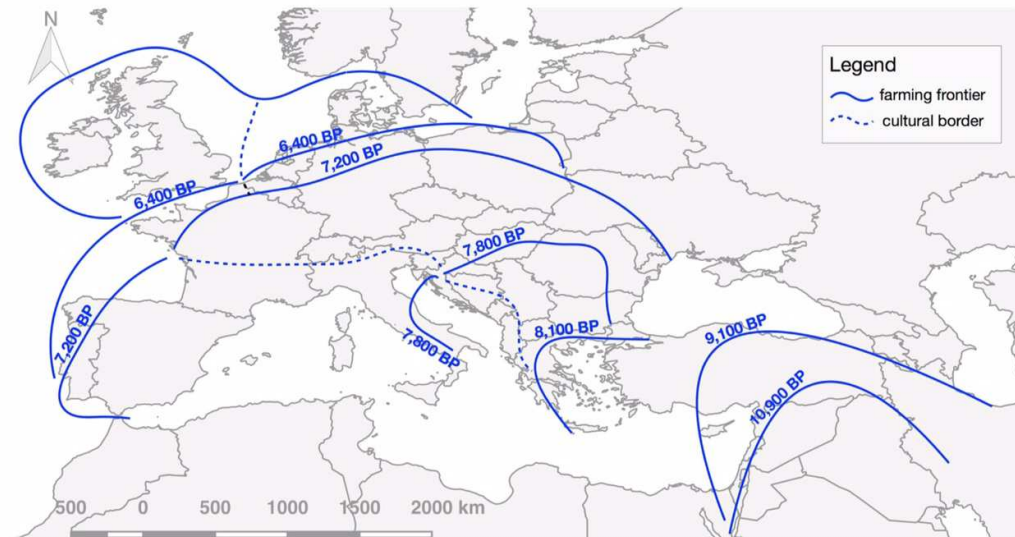 N
Legend
farming frontier
cultural border
6,400 BP
7,200 BP
6,400 BP
7,800 BP
7,200 BP
7,800 BP
8,100 BP
9,100 BP
10,900 BP
500 0 500 1000 1500 2000 km